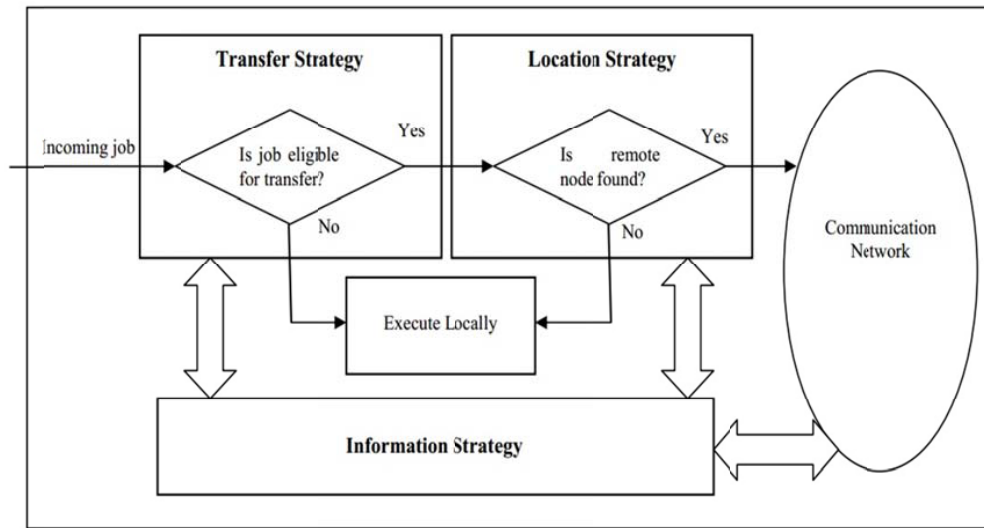 Transfer Strategy
Location Strategy
Incoming job
Is job eligible
for transfer?
Yes
No
Is remote
node found?
Yes
No
Communication
Network
Execute Locally
Information Strategy